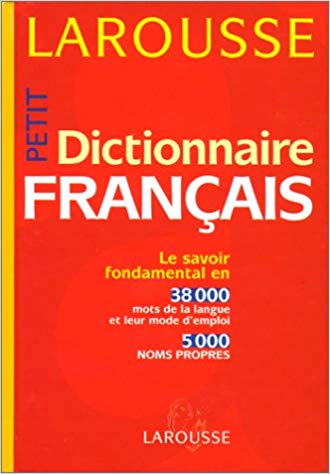 LAROUSSE
PETIT
Dictionnaire
FRANÇAIS
Le savoir
fondamental en
38 000
mots de la langue
et leur mode d'emploi
5 000
NOMS PROPRES
LAROUSSE